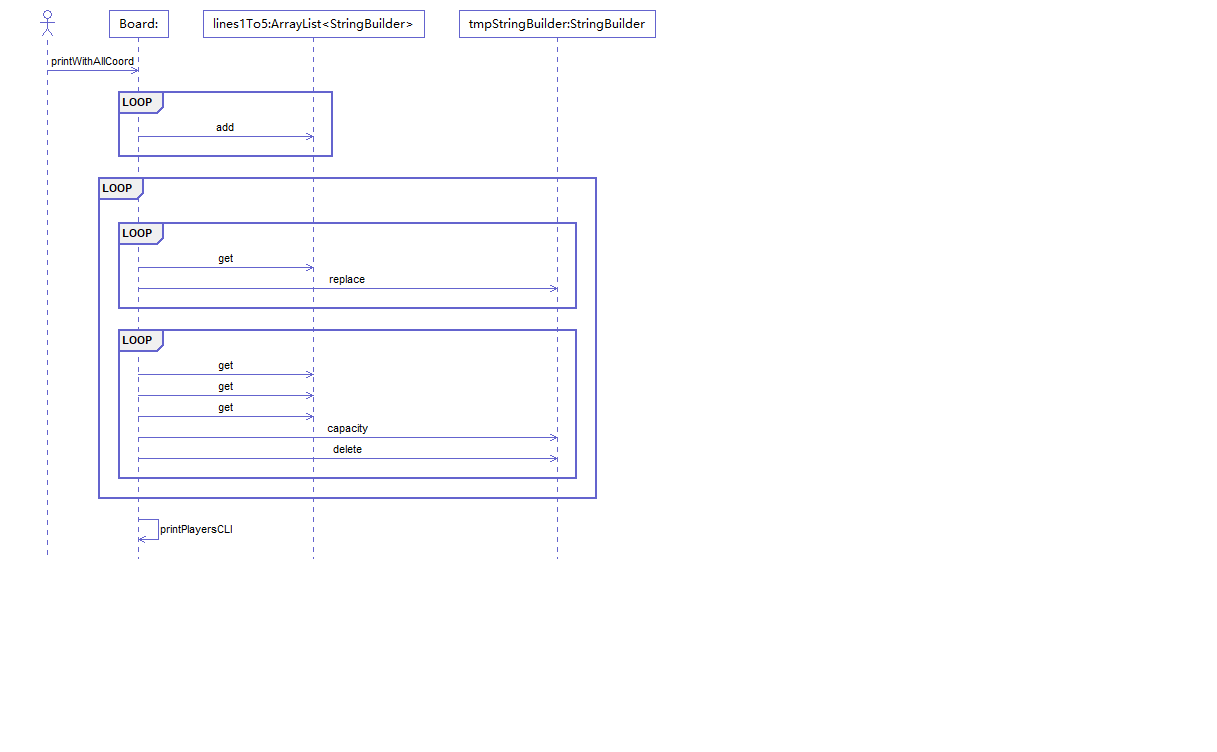 Board:
lines1To5:ArrayList<StringBuilder>
tmpStringBuilder:StringBuilder
printWithAllCoord
LOOP
add
LOOP
LOOP
get
replace
LOOP
get
get
get
capacity
delete
printPlayersCLI